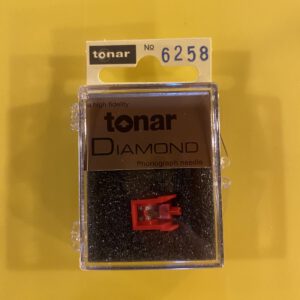 tonar No 6258
high fidelity
tonar
DIAMOND
Phonograph needle